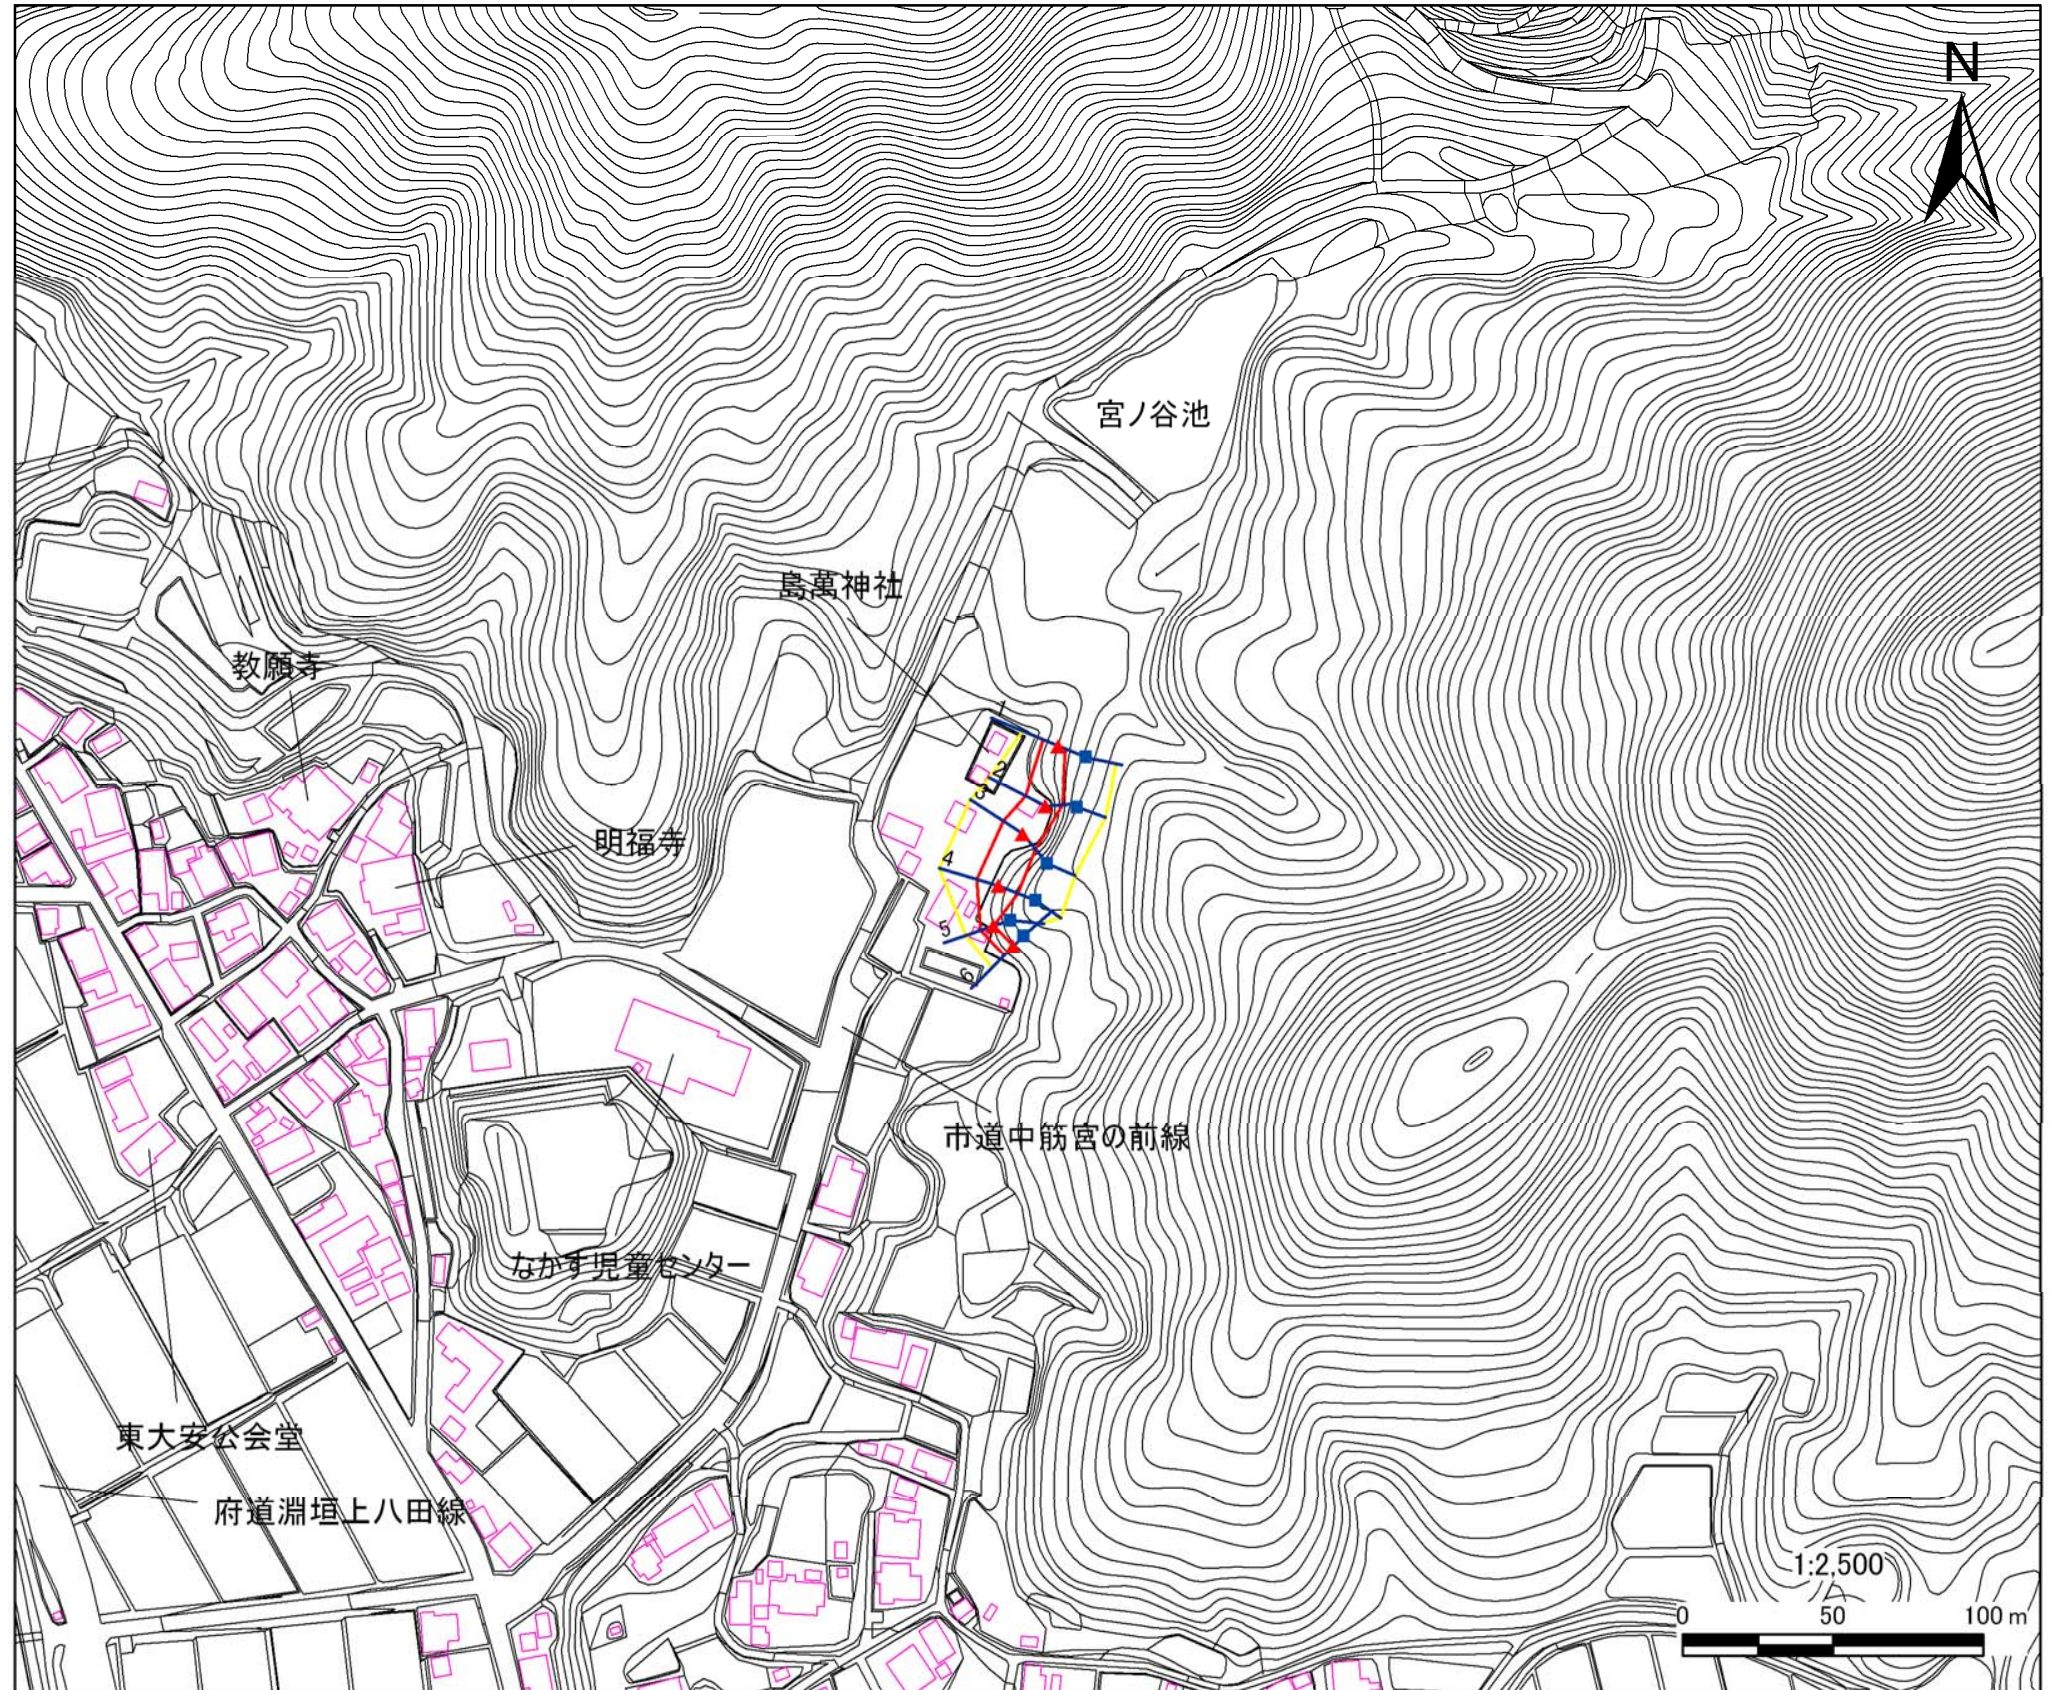 N
宮ノ谷池
島萬神社
教願寺
1
2
3
明福寺
4
5
6
市道中筋宮の前線
なかす児童センター
東大安公会堂
府道淵垣上八田線
1:2,500
0 50 100 m